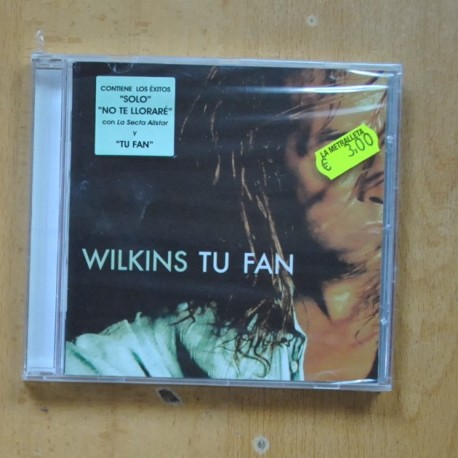 CONTIENE LOS ÉXITOS
"SOLO"
"NO TE LLORARÉ"
con La Secta Allstar
Y
"TU FAN"
LA METRALLETA
€ 3,00
WILKINS TU FAN